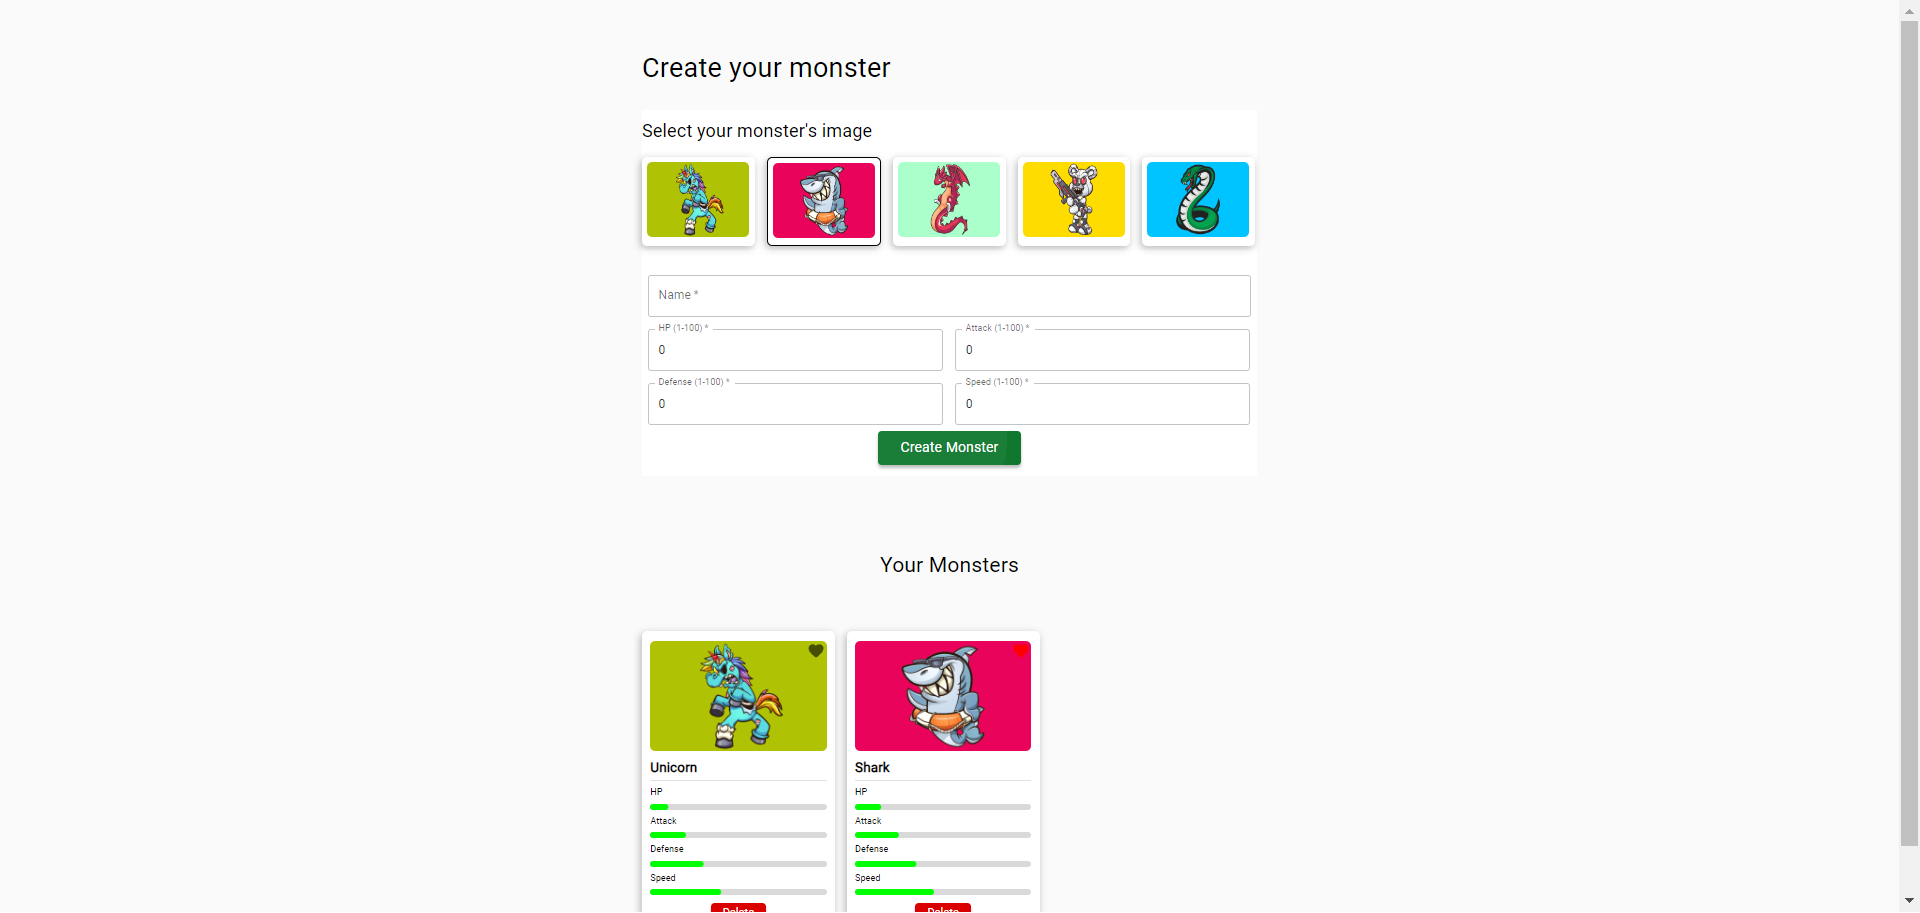 Create your monster
Select your monster's image
Name *
HP (1-100) *
Attack (1-100) *
0
0
Defense (1-100) *
Speed (1-100) *
0
0
Create Monster
Your Monsters
Unicorn
Shark
HP
HP
Attack
Attack
Defense
Defense
Speed
Speed
Delete
Delete